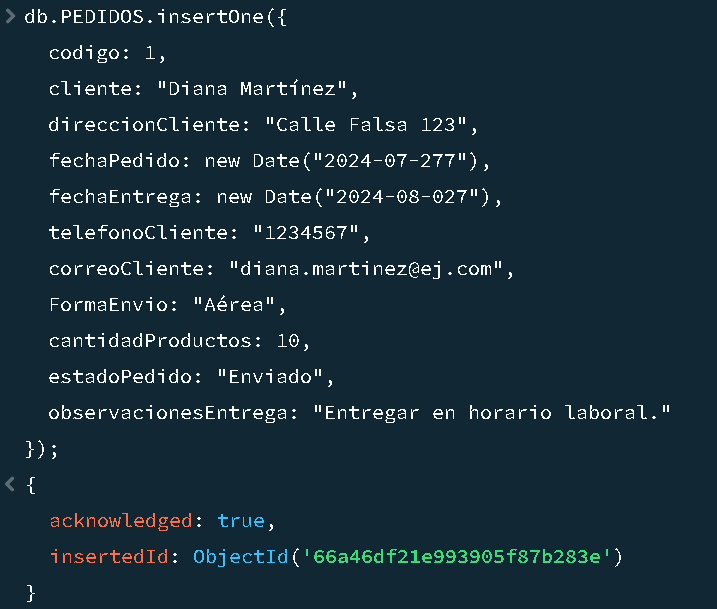 db.PEDIDOS.insertOne({
codigo: 1,
cliente: "Diana Martínez",
direccionCliente: "Calle Falsa 123",
fechaPedido: new Date("2024-07-277"),
fechaEntrega: new Date("2024-08-027"),
telefonoCliente: "1234567",
correoCliente: "diana.martinez@ej.com",
FormaEnvio: "Aérea",
cantidadProductos: 10,
estadoPedido: "Enviado",
observacionesEntrega: "Entregar en horario laboral."
});
{
acknowledged: true,
insertedId: ObjectId('66a46df21e993905f87b283e')
}